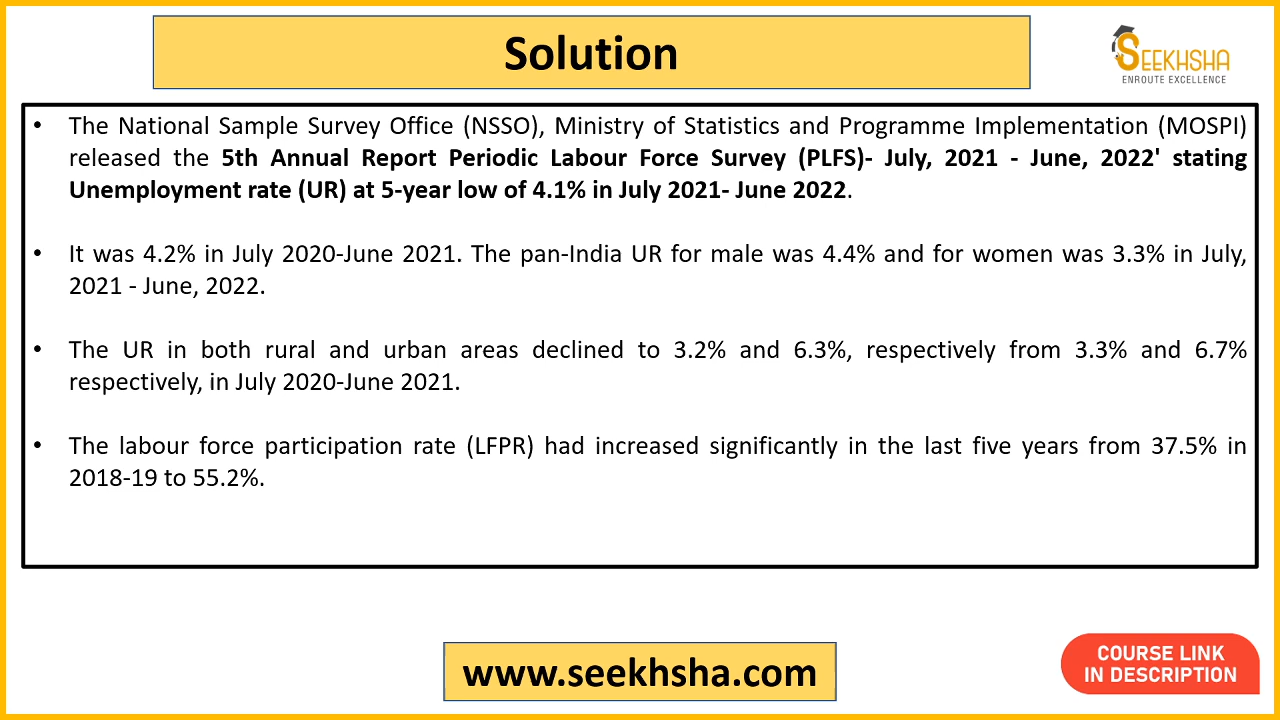 Solution
SEEKHSHA
ENROUTE EXCELLENCE
• The National Sample Survey Office (NSSO), Ministry of Statistics and Programme Implementation (MOSPI)
released the 5th Annual Report Periodic Labour Force Survey (PLFS)- July, 2021 - June, 2022' stating
Unemployment rate (UR) at 5-year low of 4.1% in July 2021- June 2022.
• It was 4.2% in July 2020-June 2021. The pan-India UR for male was 4.4% and for women was 3.3% in July,
2021 - June, 2022.
• The UR in both rural and urban areas declined to 3.2% and 6.3%, respectively from 3.3% and 6.7%
respectively, in July 2020-June 2021.
• The labour force participation rate (LFPR) had increased significantly in the last five years from 37.5% in
2018-19 to 55.2%.
www.seekhsha.com
COURSE LINK
IN DESCRIPTION